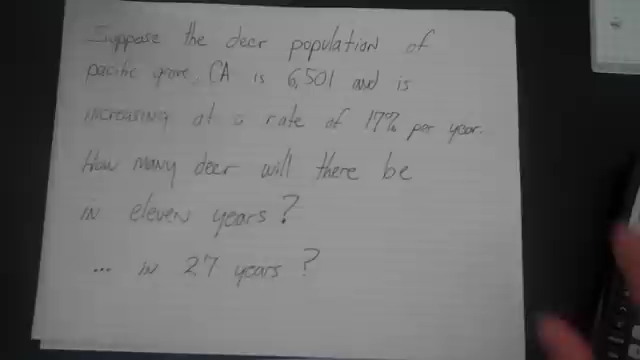 Suppose the deer population of
pacific grove, CA is 6,501 and is
increasing at a rate of 17% per year.
How many deer will there be
in eleven years?
... in 27 years?